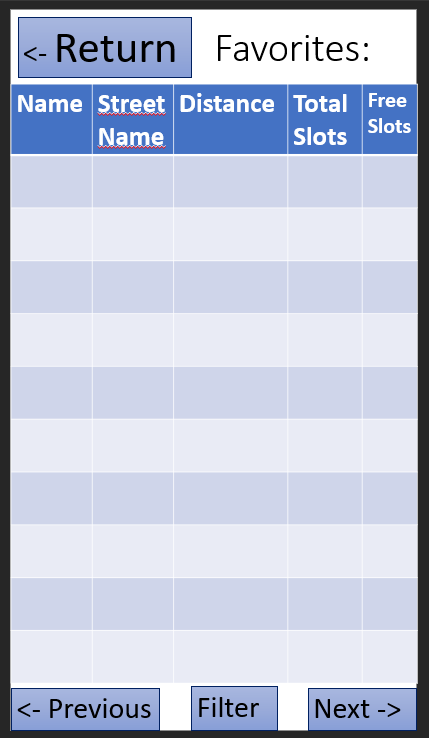 <- Return
Favorites:
Name
Street
Name
Distance
Total
Slots
Free
Slots
<- Previous
Filter
Next ->